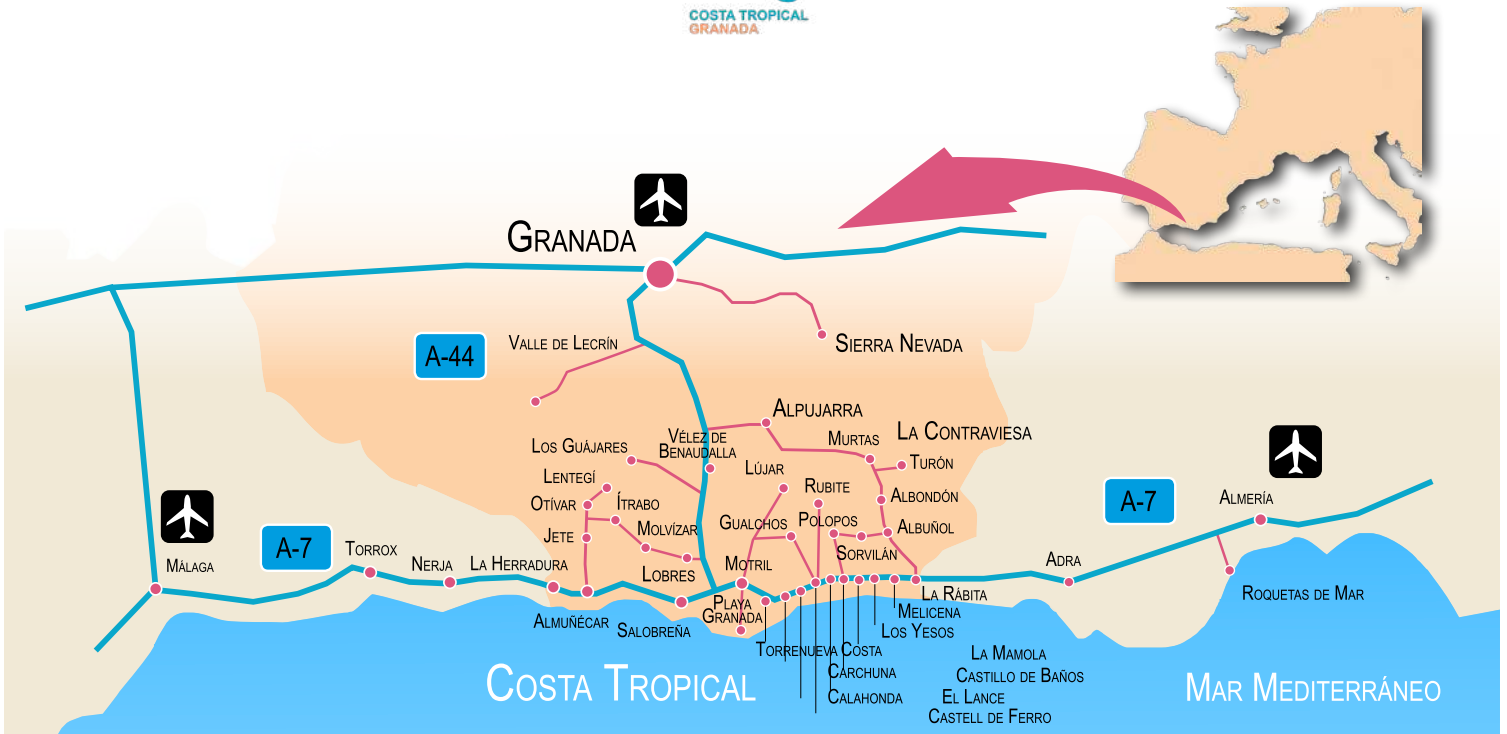 COSTA TROPICAL
GRANADA
GRANADA
A-44
VALLE DE LECRÍN
SIERRA NEVADA
ALPUJARRA
LOS GUÁJARES
VÉLEZ DE
BENAUDALLA
MURTAS
LA CONTRAVIESA
LENTEGÍ
LÚJAR
TURÓN
OTÍVAR
ÍTRABO
RUBITE
ALBONDÓN
A-7
ALMERÍA
JETE
MOLVÍZAR
GUALCHOS
POLOPOS
ALBUÑOL
A-7
TORROX
NERJA
LA HERRADURA
LOBRES
MOTRIL
SORVILÁN
ADRA
MÁLAGA
ALMUÑÉCAR
SALOBREÑA
PLAYA
GRANADA
LA RÁBITA
MELICENA
LOS YESOS
ROQUETAS DE MAR
TORRENUEVA COSTA
CARCHUNA
CALAHONDA
LA MAMOLA
CASTILLO DE BAÑOS
EL LANCE
CASTELL DE FERRO
COSTA TROPICAL
MAR MEDITERRÁNEO